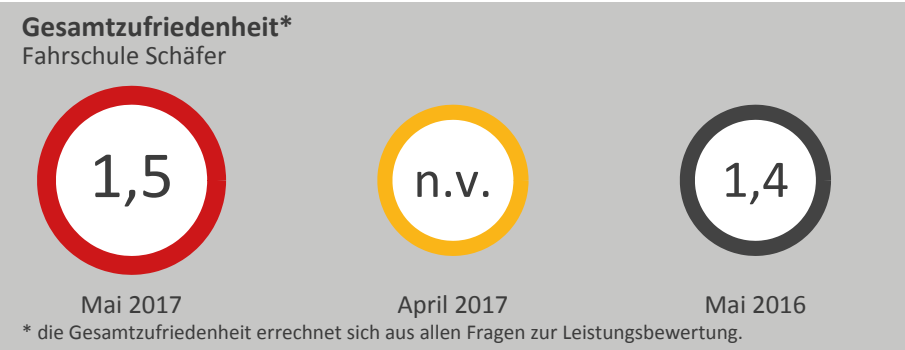 Gesamtzufriedenheit*
Fahrschule Schäfer
1,5
n.v.
1,4
Mai 2017
April 2017
Mai 2016
* die Gesamtzufriedenheit errechnet sich aus allen Fragen zur Leistungsbewertung.